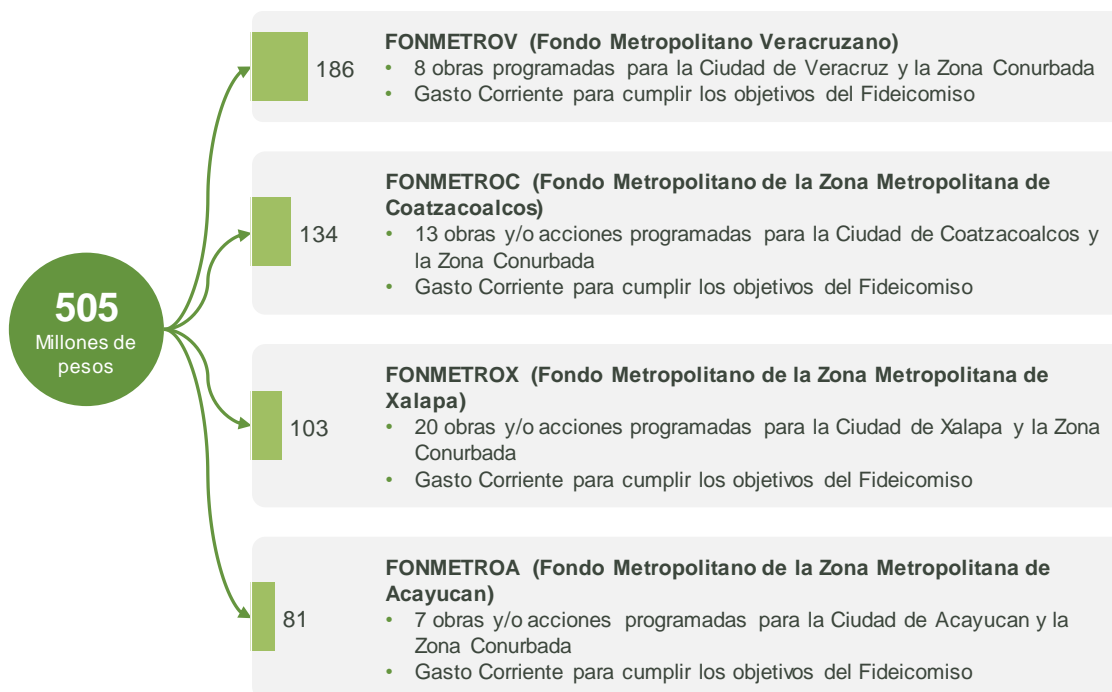 505
Millones de
pesos
186
FONMETROV (Fondo Metropolitano Veracruzano)
• 8 obras programadas para la Ciudad de Veracruz y la Zona Conurbada
• Gasto Corriente para cumplir los objetivos del Fideicomiso
134
FONMETROC (Fondo Metropolitano de la Zona Metropolitana de
Coatzacoalcos)
• 13 obras y/o acciones programadas para la Ciudad de Coatzacoalcos y
la Zona Conurbada
• Gasto Corriente para cumplir los objetivos del Fideicomiso
103
FONMETROX (Fondo Metropolitano de la Zona Metropolitana de
Xalapa)
• 20 obras y/o acciones programadas para la Ciudad de Xalapa y la Zona
Conurbada
• Gasto Corriente para cumplir los objetivos del Fideicomiso
81
FONMETROA (Fondo Metropolitano de la Zona Metropolitana de
Acayucan)
• 7 obras y/o acciones programadas para la Ciudad de Acayucan y la
Zona Conurbada
• Gasto Corriente para cumplir los objetivos del Fideicomiso